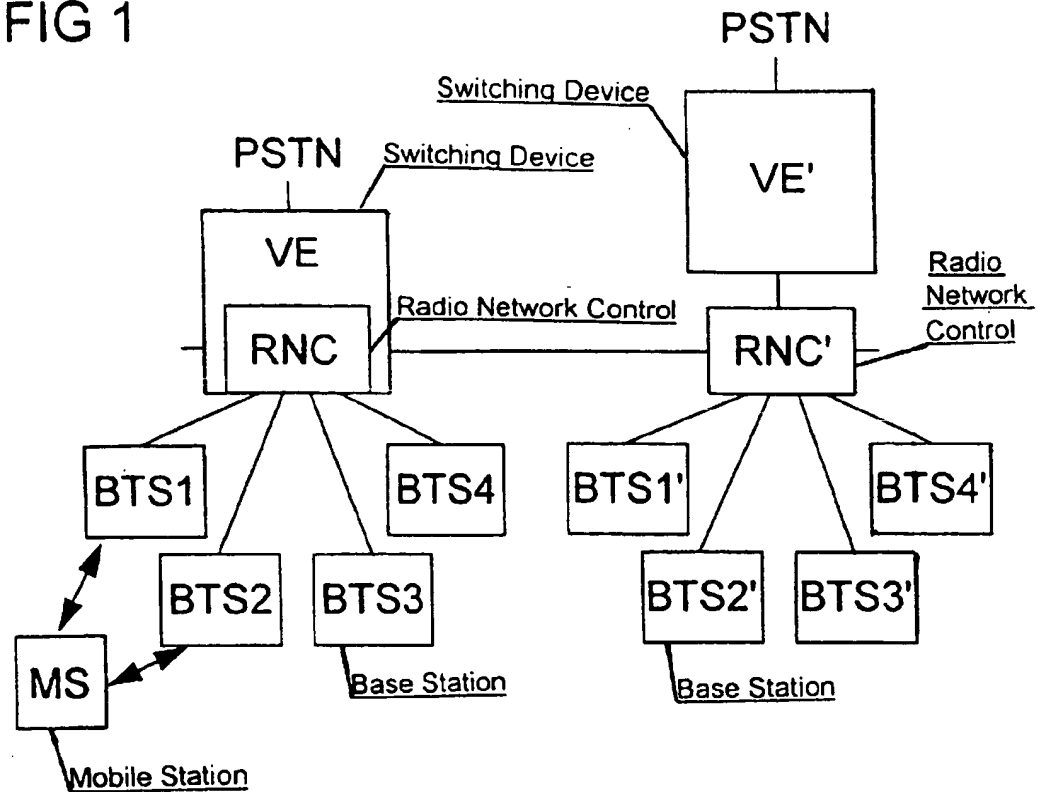 FIG 1
PSTN
Switching Device
VE'
PSTN
Switching Device
VE
Radio
Network
Control
Radio Network Control
RNC
RNC'
BTS1
BTS4
BTS1'
BTS4'
BTS2
BTS3
BTS2'
BTS3'
MS
Base Station
Base Station
Mobile Station